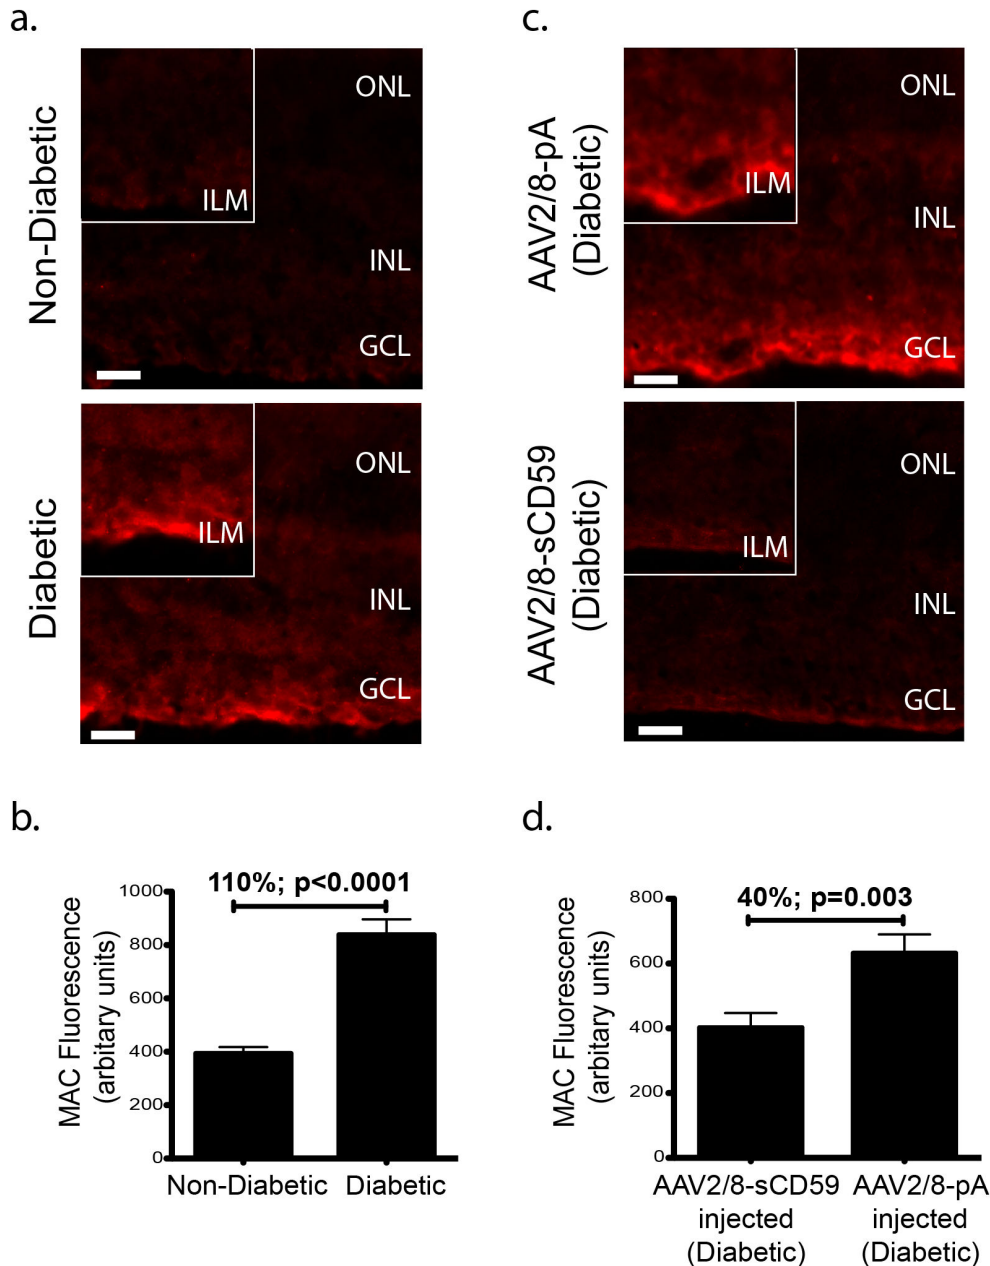 a.
Non-Diabetic
ONL
ILM
INL
GCL
Diabetic
ONL
ILM
INL
GCL
c.
AAV2/8-pA
(Diabetic)
ONL
ILM
INL
GCL
AAV2/8-sCD59
(Diabetic)
ONL
ILM
INL
GCL
b.
110%; p<0.0001
MAC Fluorescence
(arbitary units)
1000
800
600
400
200
0
Non-Diabetic
Diabetic
d.
40%; p=0.003
MAC Fluorescence
(arbitary units)
800
600
400
200
0
AAV2/8-sCD59
injected
(Diabetic)
AAV2/8-pA
injected
(Diabetic)